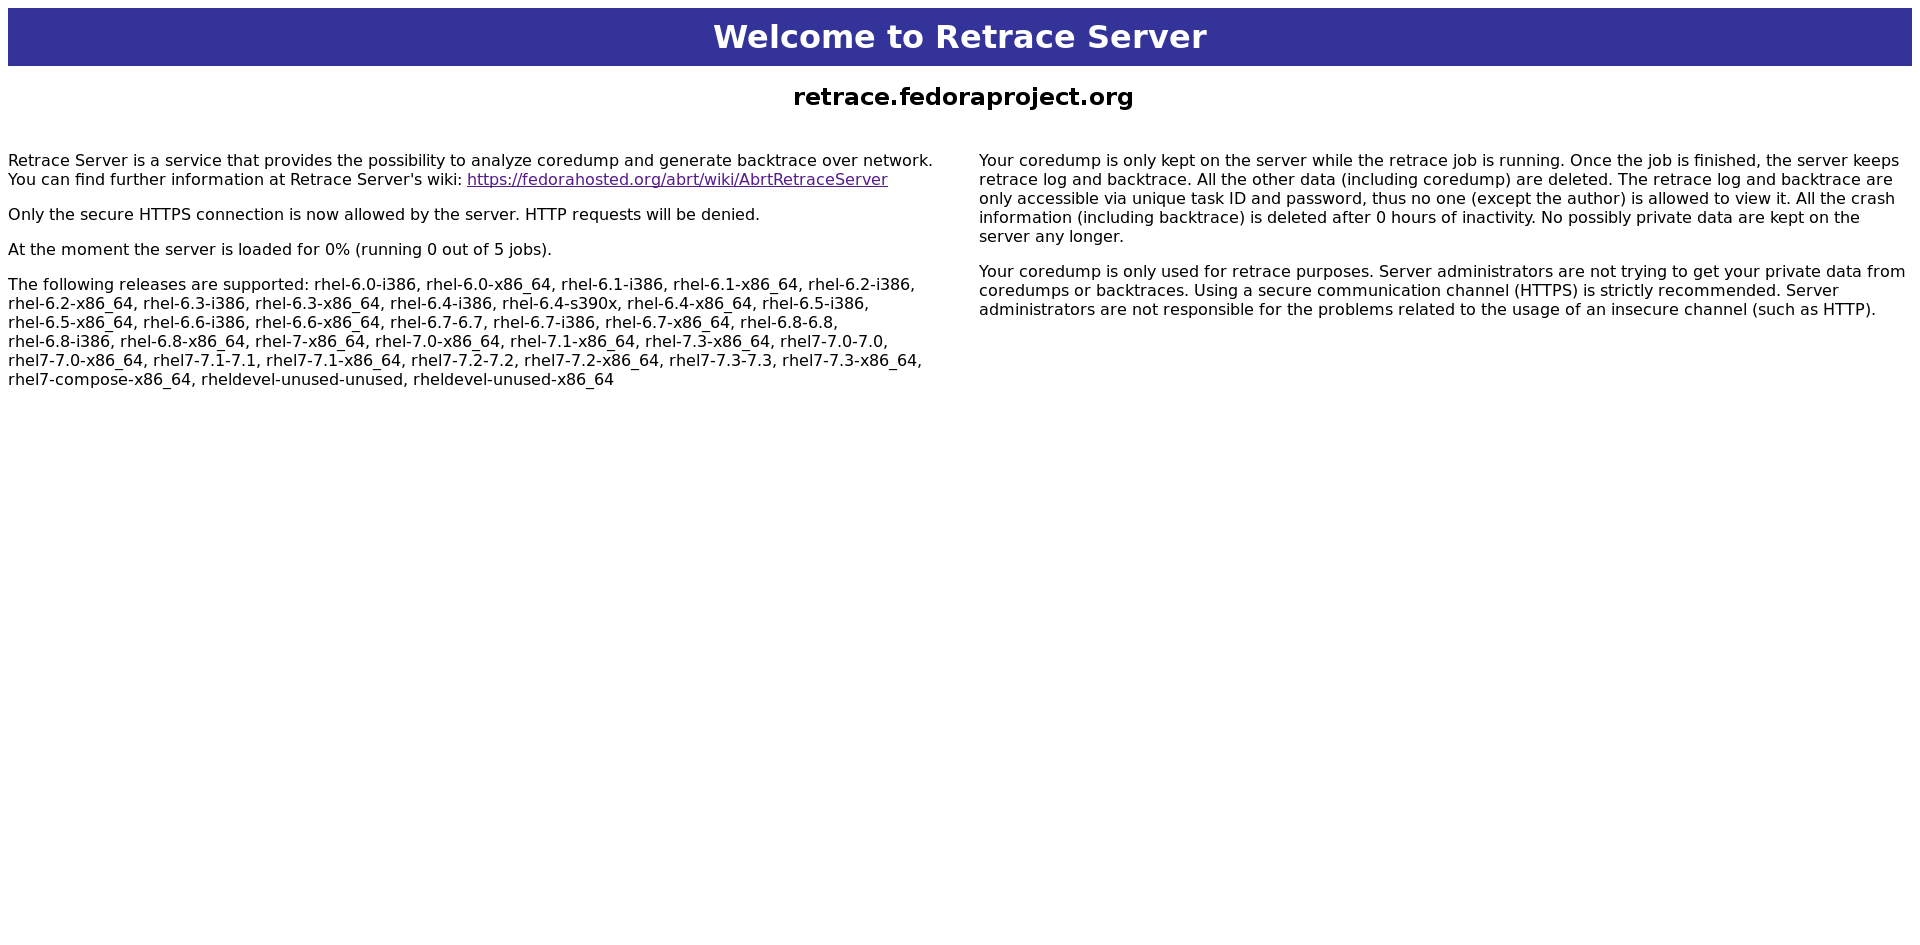 Welcome to Retrace Server
retrace.fedoraproject.org
Retrace Server is a service that provides the possibility to analyze coredump and generate backtrace over network.
You can find further information at Retrace Server's wiki: https://fedorahosted.org/abrt/wiki/AbrtRetraceServer
Only the secure HTTPS connection is now allowed by the server. HTTP requests will be denied.
At the moment the server is loaded for 0% (running 0 out of 5 jobs).
The following releases are supported: rhel-6.0-i386, rhel-6.0-x86_64, rhel-6.1-i386, rhel-6.1-x86_64, rhel-6.2-i386,
rhel-6.2-x86_64, rhel-6.3-i386, rhel-6.3-x86_64, rhel-6.4-i386, rhel-6.4-s390x, rhel-6.4-x86_64, rhel-6.5-i386,
rhel-6.5-x86_64, rhel-6.6-i386, rhel-6.6-x86_64, rhel-6.7-6.7, rhel-6.7-i386, rhel-6.7-x86_64, rhel-6.8-6.8,
rhel-6.8-i386, rhel-6.8-x86_64, rhel-7-x86_64, rhel-7.0-x86_64, rhel-7.1-x86_64, rhel-7.3-x86_64, rhel7-7.0-7.0,
rhel7-7.0-x86_64, rhel7-7.1-7.1, rhel7-7.1-x86_64, rhel7-7.2-7.2, rhel7-7.2-x86_64, rhel7-7.3-7.3, rhel7-7.3-x86_64,
rhel7-compose-x86_64, rheldevel-unused-unused, rheldevel-unused-x86_64
Your coredump is only kept on the server while the retrace job is running. Once the job is finished, the server keeps
retrace log and backtrace. All the other data (including coredump) are deleted. The retrace log and backtrace are
only accessible via unique task ID and password, thus no one (except the author) is allowed to view it. All the crash
information (including backtrace) is deleted after 0 hours of inactivity. No possibly private data are kept on the
server any longer.
Your coredump is only used for retrace purposes. Server administrators are not trying to get your private data from
coredumps or backtraces. Using a secure communication channel (HTTPS) is strictly recommended. Server
administrators are not responsible for the problems related to the usage of an insecure channel (such as HTTP).